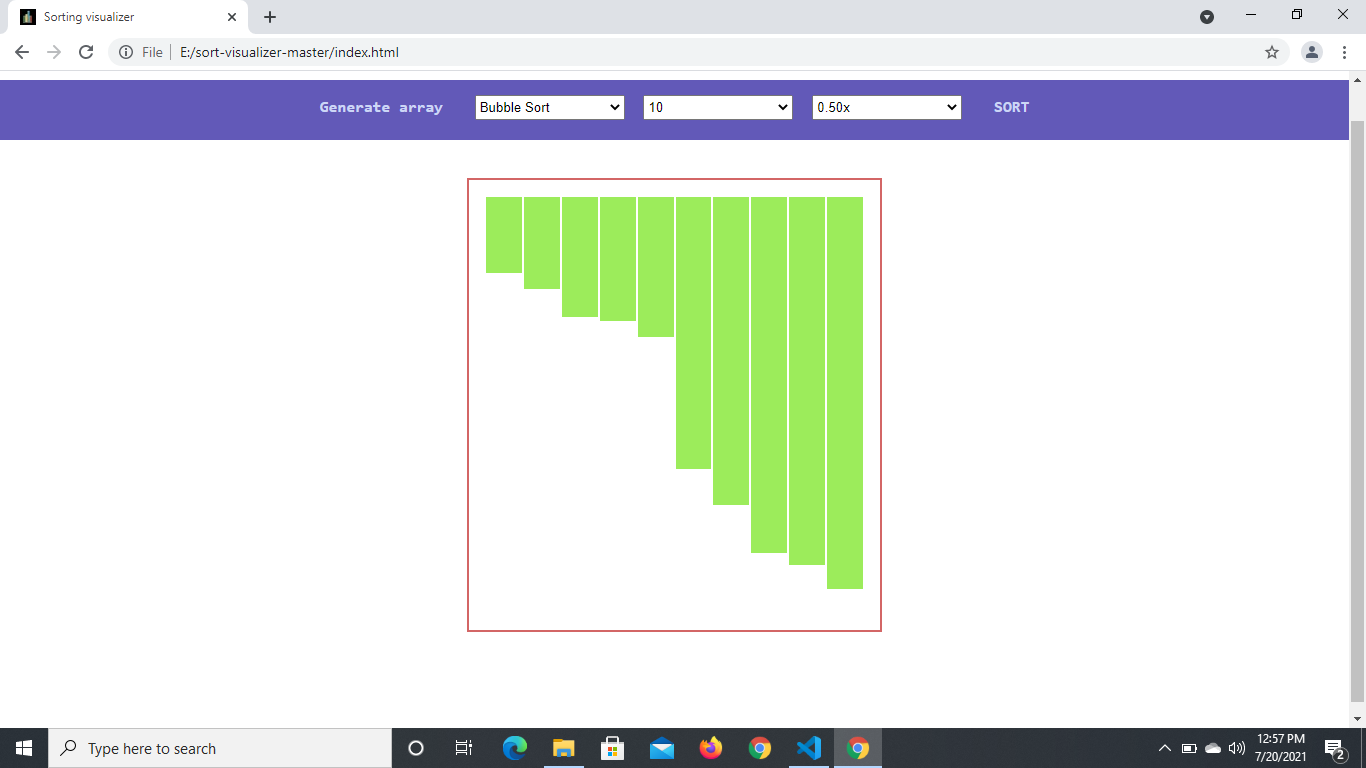 Sorting visualizer
File E:/sort-visualizer-master/index.html
Generate array Bubble Sort 10 0.50x SORT
Type here to search
12:57 PM
7/20/2021
2